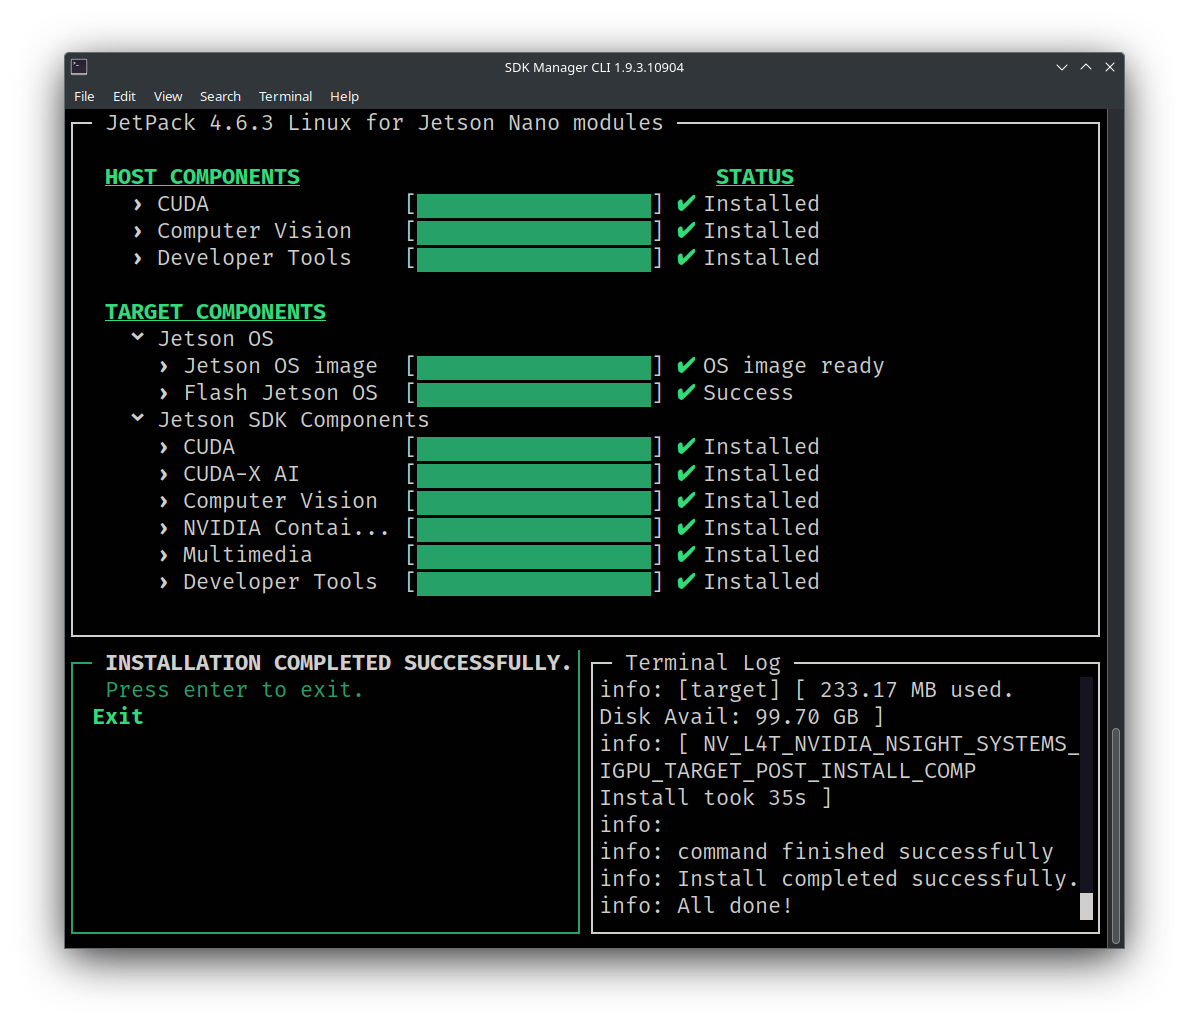 SDK Manager CLI 1.9.3.10904
File Edit View Search Terminal Help
JetPack 4.6.3 Linux for Jetson Nano modules
HOST COMPONENTS STATUS
› CUDA [ ] ✔ Installed
› Computer Vision [ ] ✔ Installed
› Developer Tools [ ] ✔ Installed
TARGET COMPONENTS
Jetson OS
› Jetson OS image [ ] ✔ OS image ready
› Flash Jetson OS [ ] ✔ Success
Jetson SDK Components
› CUDA [ ] ✔ Installed
› CUDA-X AI [ ] ✔ Installed
› Computer Vision [ ] ✔ Installed
› NVIDIA Contai... [ ] ✔ Installed
› Multimedia [ ] ✔ Installed
› Developer Tools [ ] ✔ Installed
INSTALLATION COMPLETED SUCCESSFULLY.
Press enter to exit.
Exit
Terminal Log
info: [target] [ 233.17 MB used.
Disk Avail: 99.70 GB ]
info: [ NV_L4T_NVIDIA_NSIGHT_SYSTEMS_
IGPU_TARGET_POST_INSTALL_COMP
Install took 35s ]
info:
info: command finished successfully
info: Install completed successfully.
info: All done!